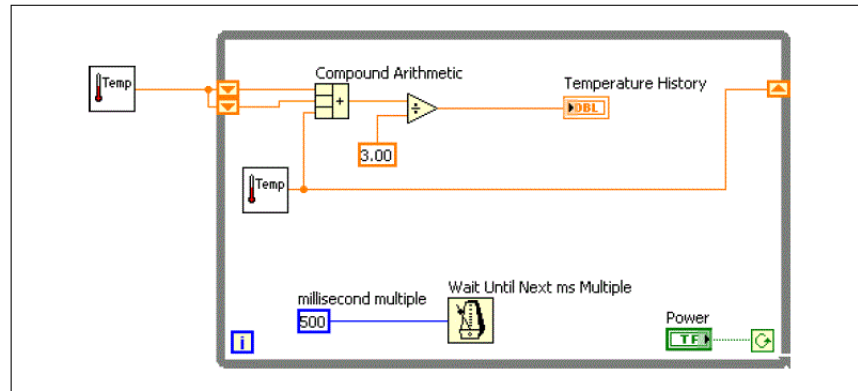 Temp
Compound Arithmetic
+
÷
Temperature History
DBL
3.00
Temp
millisecond multiple
500
Wait Until Next ms Multiple
Power
TF
i